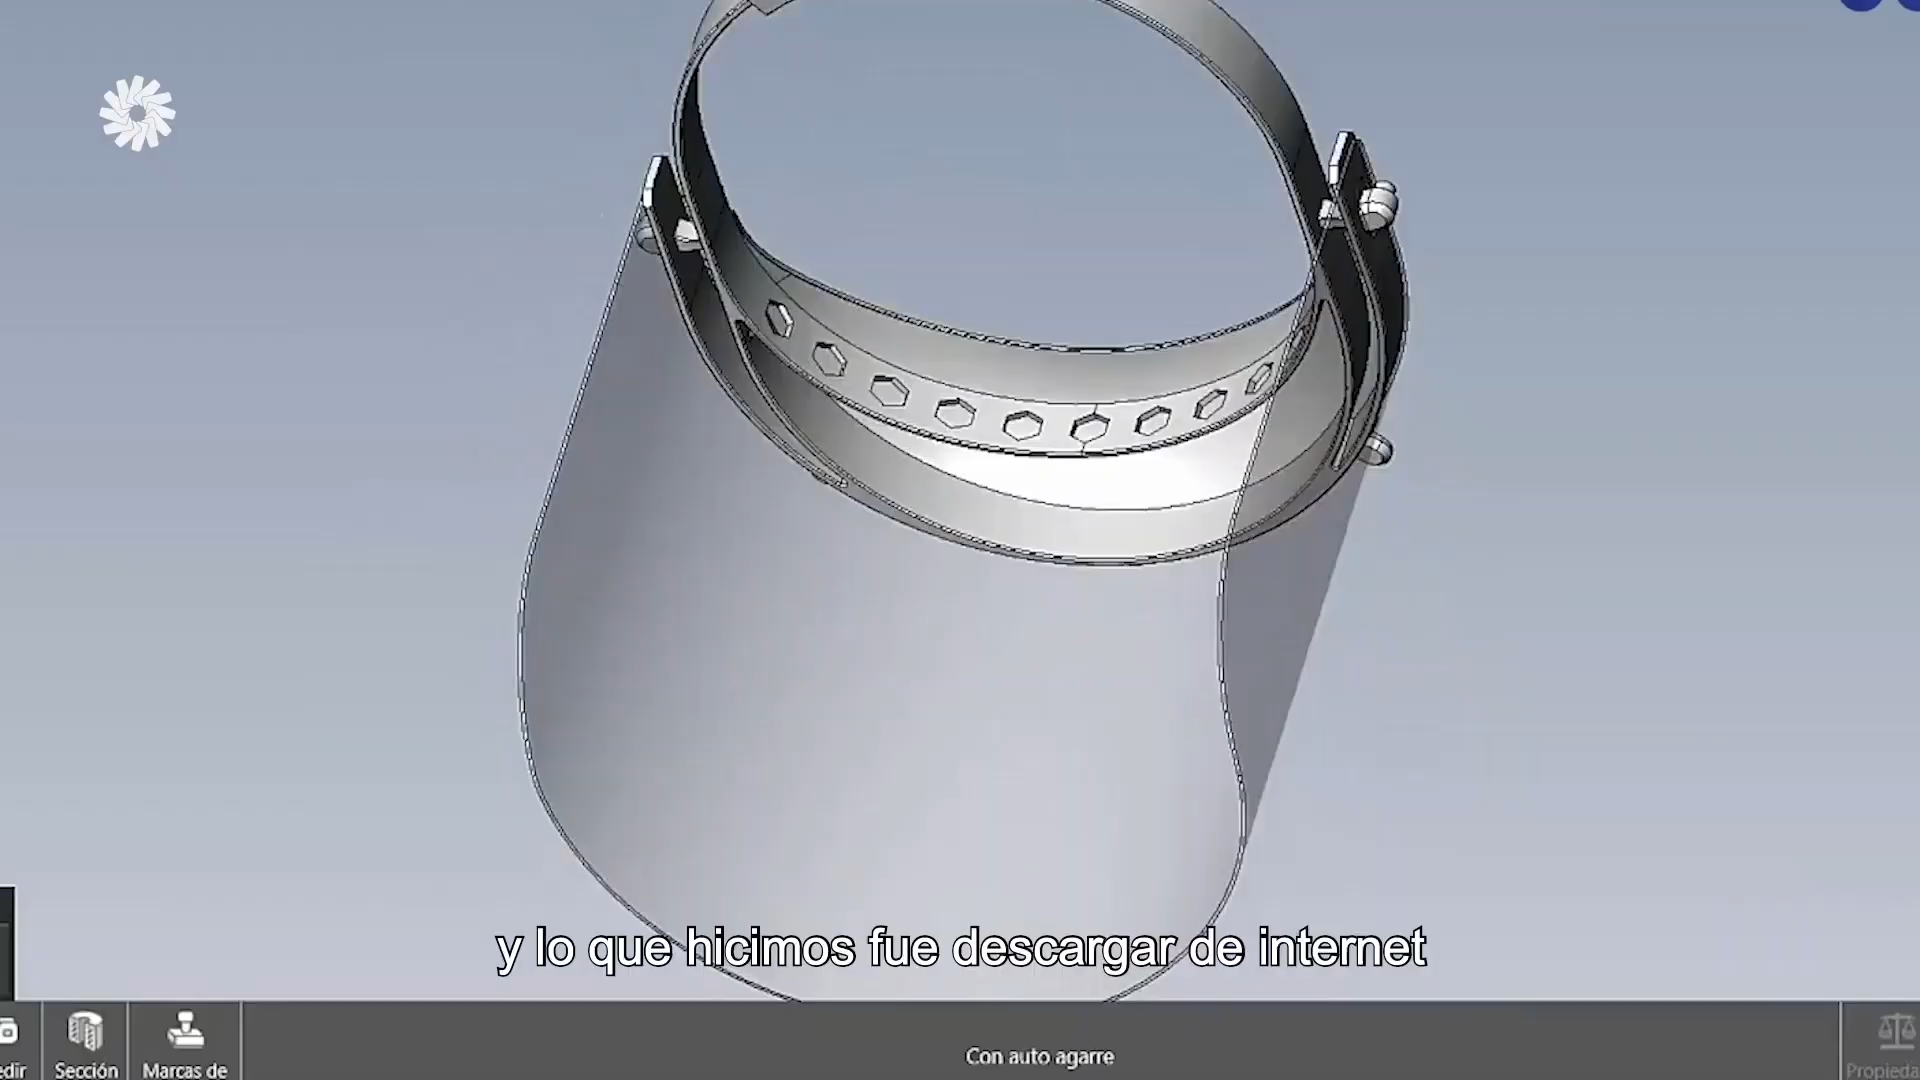 y lo que hicimos fue descargar de internet
Con auto agarre
edir
Sección
Marcas de
Propieda